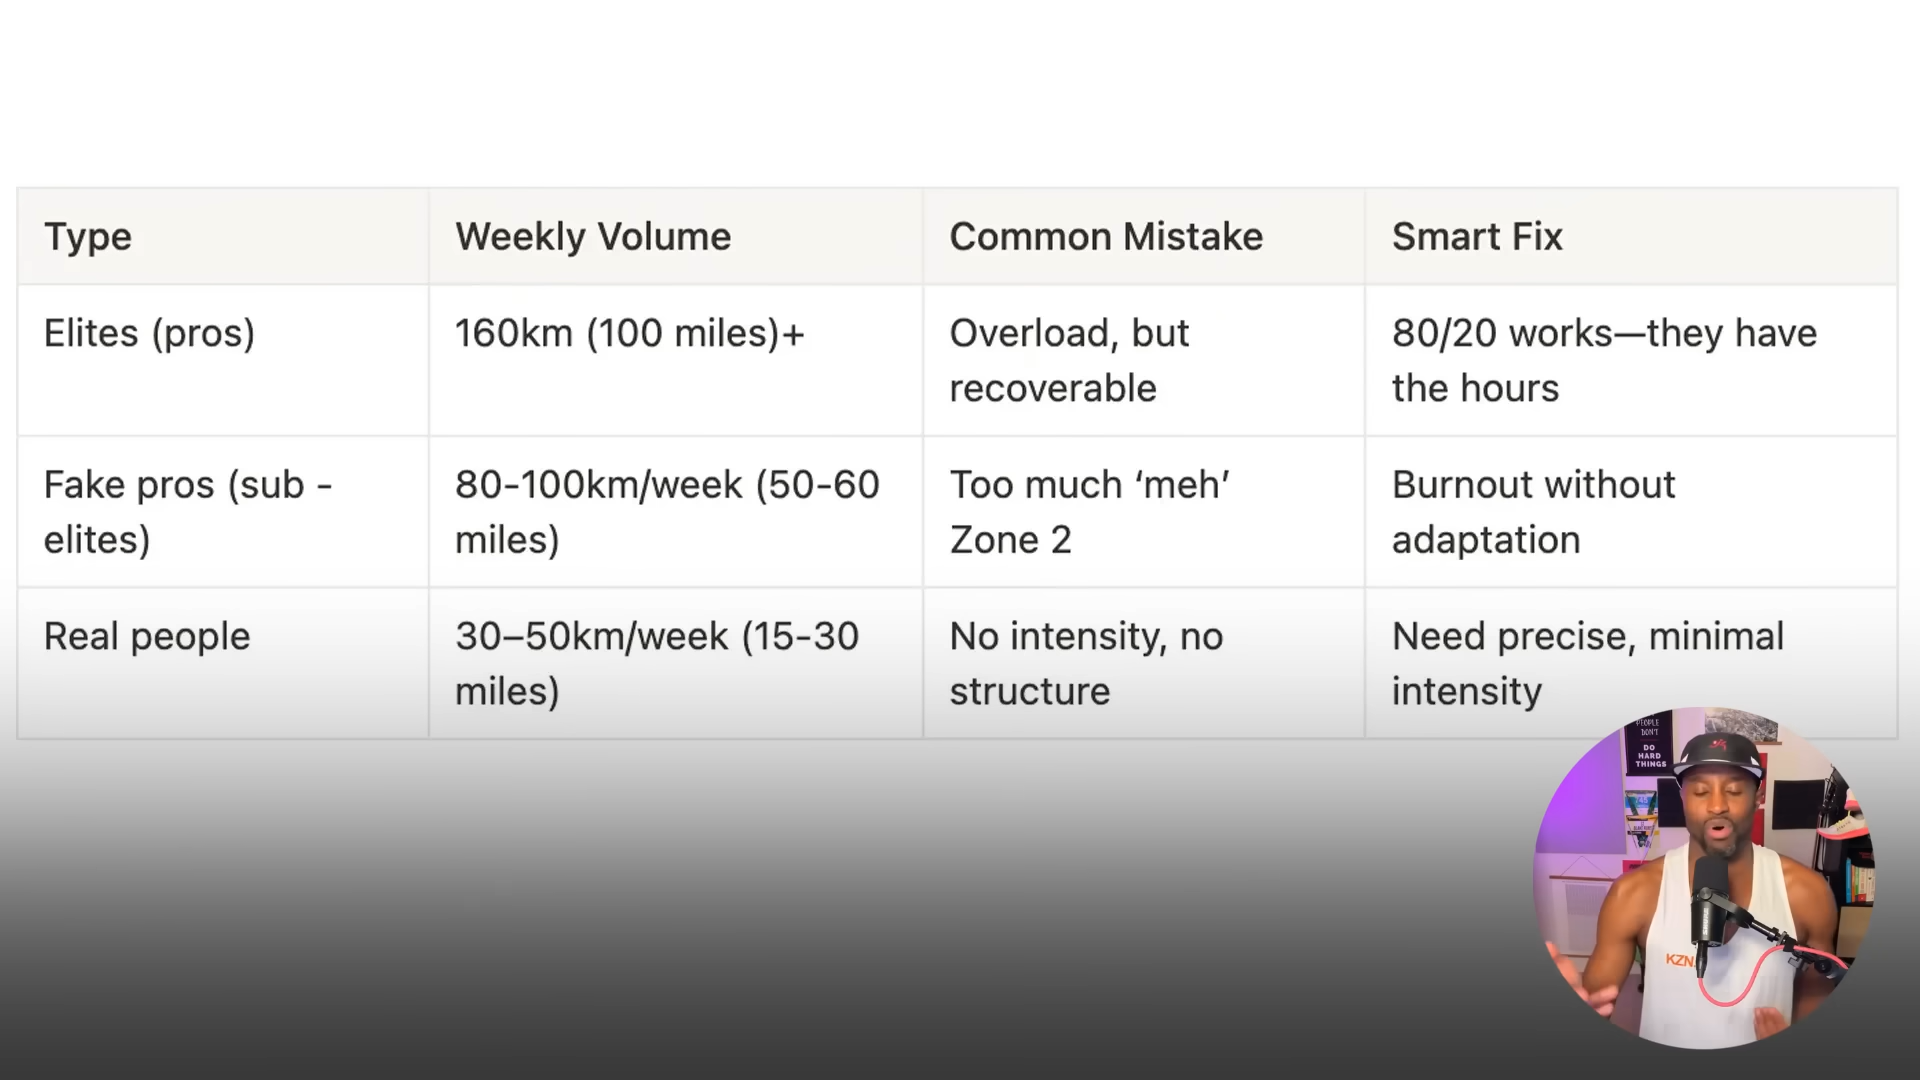 Type
Weekly Volume
Common Mistake
Smart Fix
Elites (pros)
160km (100 miles)+
Overload, but
recoverable
80/20 works—they have
the hours
Fake pros (sub -
elites)
80-100km/week (50-60
miles)
Too much ‘meh’
Zone 2
Burnout without
adaptation
Real people
30–50km/week (15-30
miles)
No intensity, no
structure
Need precise, minimal
intensity
PEOPLE
DON'T
DO
HARD
THINGS
KZN
SHURE